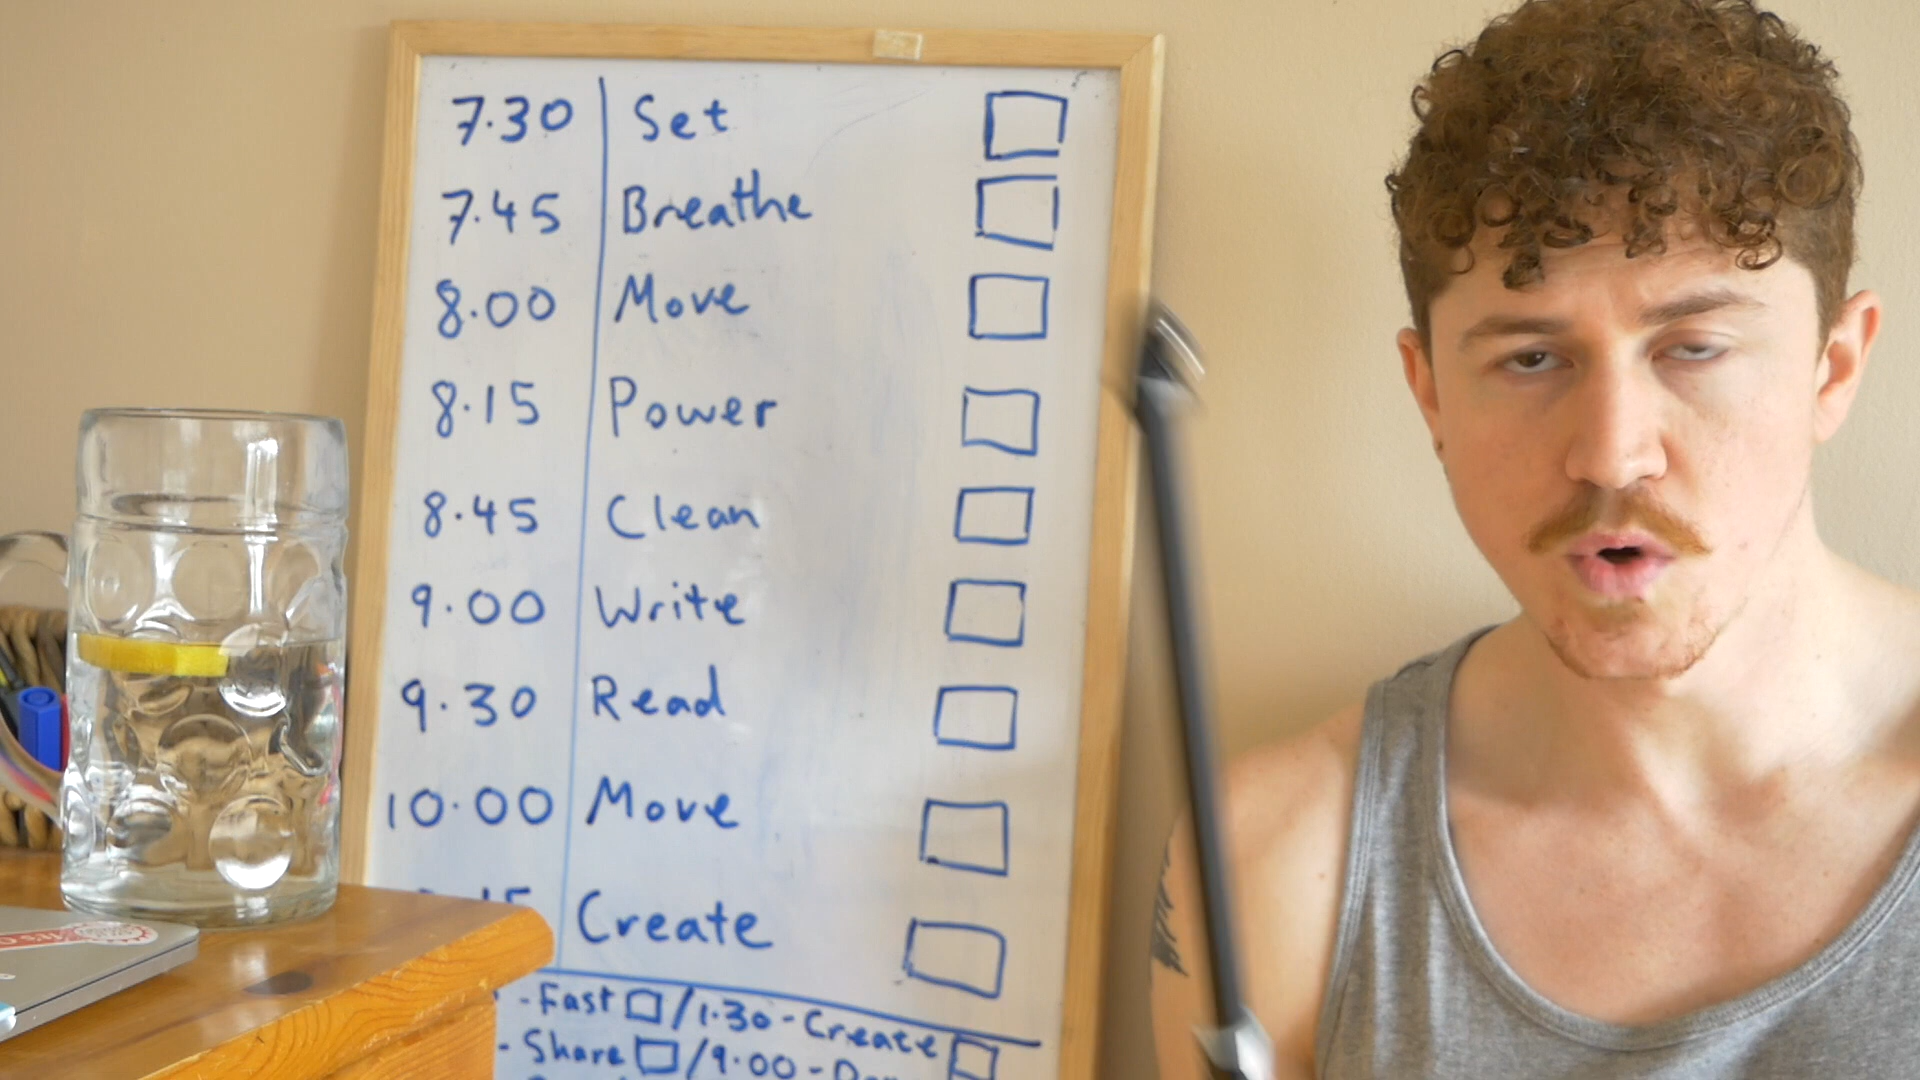 7.30 Set
7.45 Breathe
8.00 Move
8.15 Power
8.45 Clean
9.00 Write
9.30 Read
10.00 Move
15 Create
- Fast / 1.30 - Create
- Share / 9.00 -